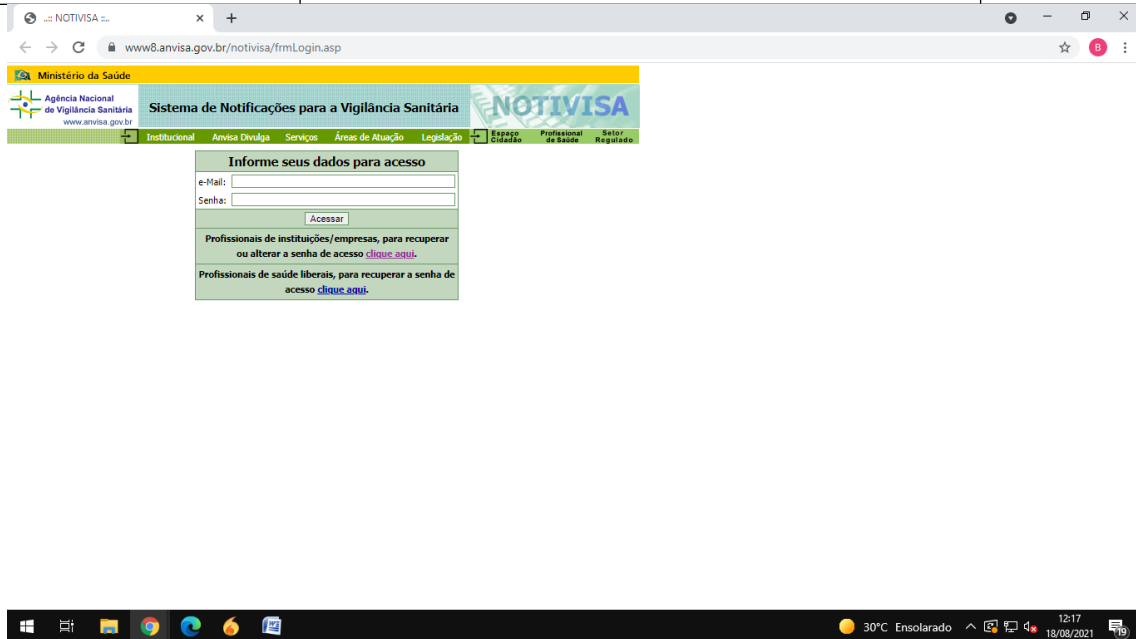 ..:: NOTIVISA ::..
www8.anvisa.gov.br/notivisa/frmLogin.asp
B
Ministério da Saúde
Agência Nacional
de Vigilância Sanitária
www.anvisa.gov.br
Sistema de Notificações para a Vigilância Sanitária
NOTIVISA
Institucional Anvisa Divulga Serviços Áreas de Atuação Legislação
Espaço Cidadão
Profissional de Saúde
Setor Regulado
Informe seus dados para acesso
e-Mail:
Senha:
Acessar
Profissionais de instituições/empresas, para recuperar
ou alterar a senha de acesso clique aqui.
Profissionais de saúde liberais, para recuperar a senha de
acesso clique aqui.
30°C Ensolarado
12:17
18/08/2021
19